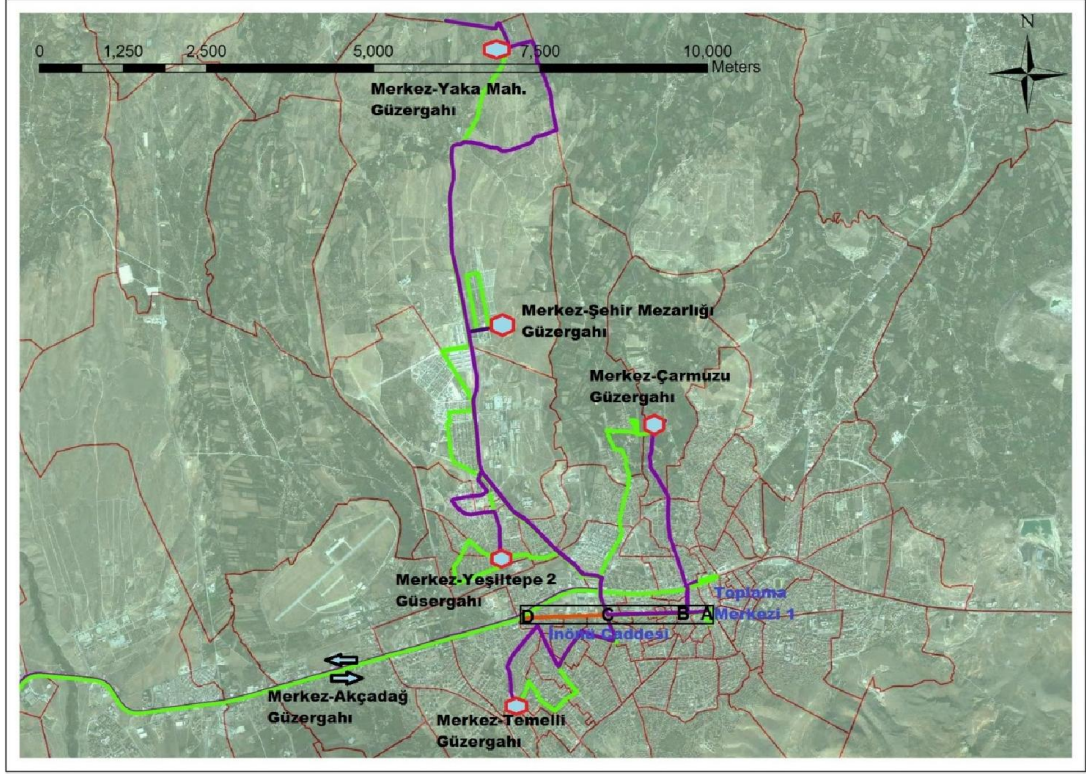 N
0 1,250 2,500 5,000 7,500 10,000
Meters
Merkez-Yaka Mah.
Güzergahı
Merkez-Şehir Mezarlığı
Güzergahı
Merkez-Çarmuzu
Güzergahı
Merkez-Yeşiltepe 2
Güsergahı
Toplama
Merkezi 1
D C B A
İnönü Caddesi
Merkez-Akçadağ
Güzergahı
Merkez-Temelli
Güzergahı